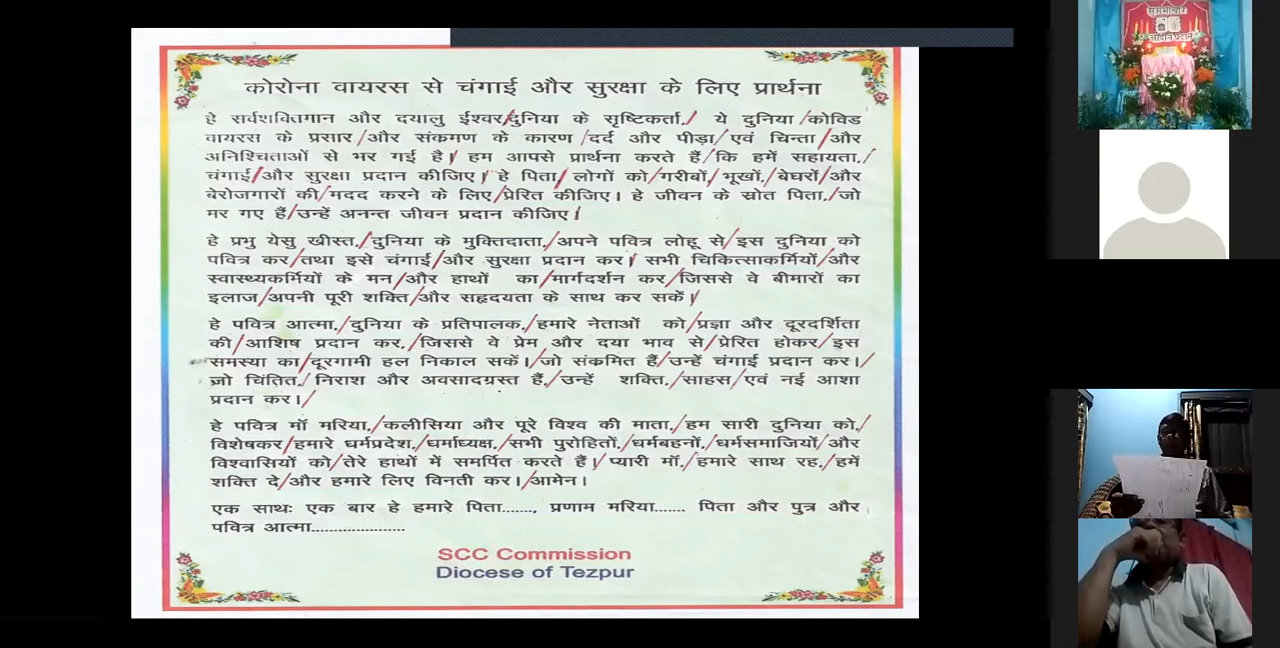 कोरोना वायरस से चंगाई और सुरक्षा के लिए प्रार्थना
हे सर्वशक्तिमान और दयालु ईश्वर/दुनिया के सृष्टिकर्ता,/ ये दुनिया/कोविड
वायरस के प्रसार/और संकमण के कारण/दर्द और पीड़ा/एवं चिन्ता/और
अनिश्चिताओं से भर गई हे।/ हम आपसे प्रार्थना करते हैं/कि हमें सहायता,/
चंगाई/और सुरक्षा प्रदान कीजिए।/ हे पिता/ लोगों को/गरीबों,/भूखों,/बेघरों/और
बेरोजगारों की/मदद करने के लिए/प्रेरित कीजिए। हे जीवन के स्रोत पिता,/जो
मर गए हैं/उन्हें अनन्त जीवन प्रदान कीजिए।/
हे प्रभु येसु खीस्त,/दुनिया के मुक्तिदाता,/अपने पवित्र लोहू से/इस दुनिया को
पवित्र कर/तथा इसे चंगाई/और सुरक्षा प्रदान कर।/ सभी चिकित्साकर्मियों/और
स्वास्थ्यकर्मियों के मन/और हाथों का/मार्गदर्शन कर/जिससे वे बीमारों का
इलाज/अपनी पूरी शक्ति/और सहृदयता के साथ कर सकें।/
हे पवित्र आत्मा,/दुनिया के प्रतिपालक,/हमारे नेताओं को/प्रज्ञा और दूरदर्शिता
की/आशिष प्रदान कर,/जिससे वे प्रेम और दया भाव से/प्रेरित होकर/इस
समस्या का/दूरगामी हल निकाल सकें।/जो संकमित हैं/उन्हें चंगाई प्रदान कर।/
जो चिंतित,/निराश और अवसादग्रस्त हैं,/उन्हें शक्ति,/साहस/एवं नई आशा
प्रदान कर।/
हे पवित्र मॉ मरिया,/कलीसिया और पूरे विश्व की माता,/हम सारी दुनिया को,/
विशेषकर/हमारे धर्मप्रदेश,/धर्माध्यक्ष,/सभी पुरोहितों,/धर्मबहनों,/धर्मसमाजियों/और
विश्वासियों को/तेरे हाथों में समर्पित करते हैं।/प्यारी मॉ,/हमारे साथ रह,/हमें
शक्ति दे/और हमारे लिए विनती कर।/आमेन।
एक साथः एक बार हे हमारे पिता......, प्रणाम मरिया...... पिता और पुत्र और
पवित्र आत्मा....................
SCC Commission
Diocese of Tezpur
सुसमाचार